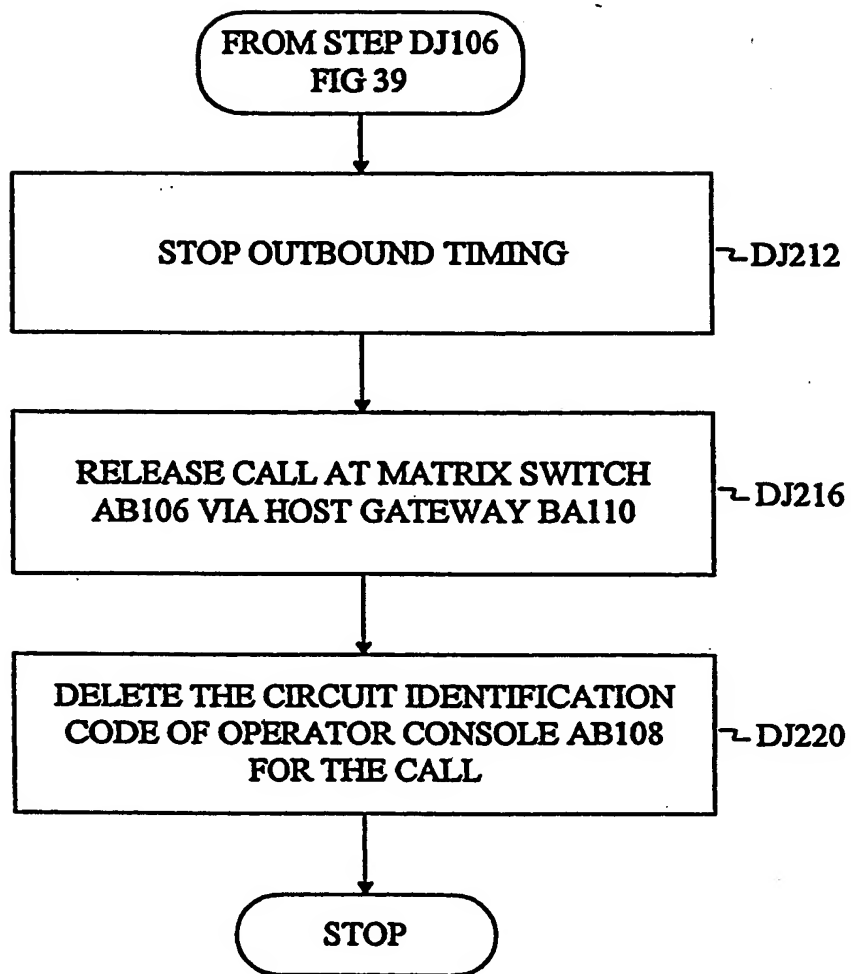 FROM STEP DJ106
FIG 39
STOP OUTBOUND TIMING
DJ212
RELEASE CALL AT MATRIX SWITCH
AB106 VIA HOST GATEWAY BA110
DJ216
DELETE THE CIRCUIT IDENTIFICATION
CODE OF OPERATOR CONSOLE AB108
FOR THE CALL
DJ220
STOP